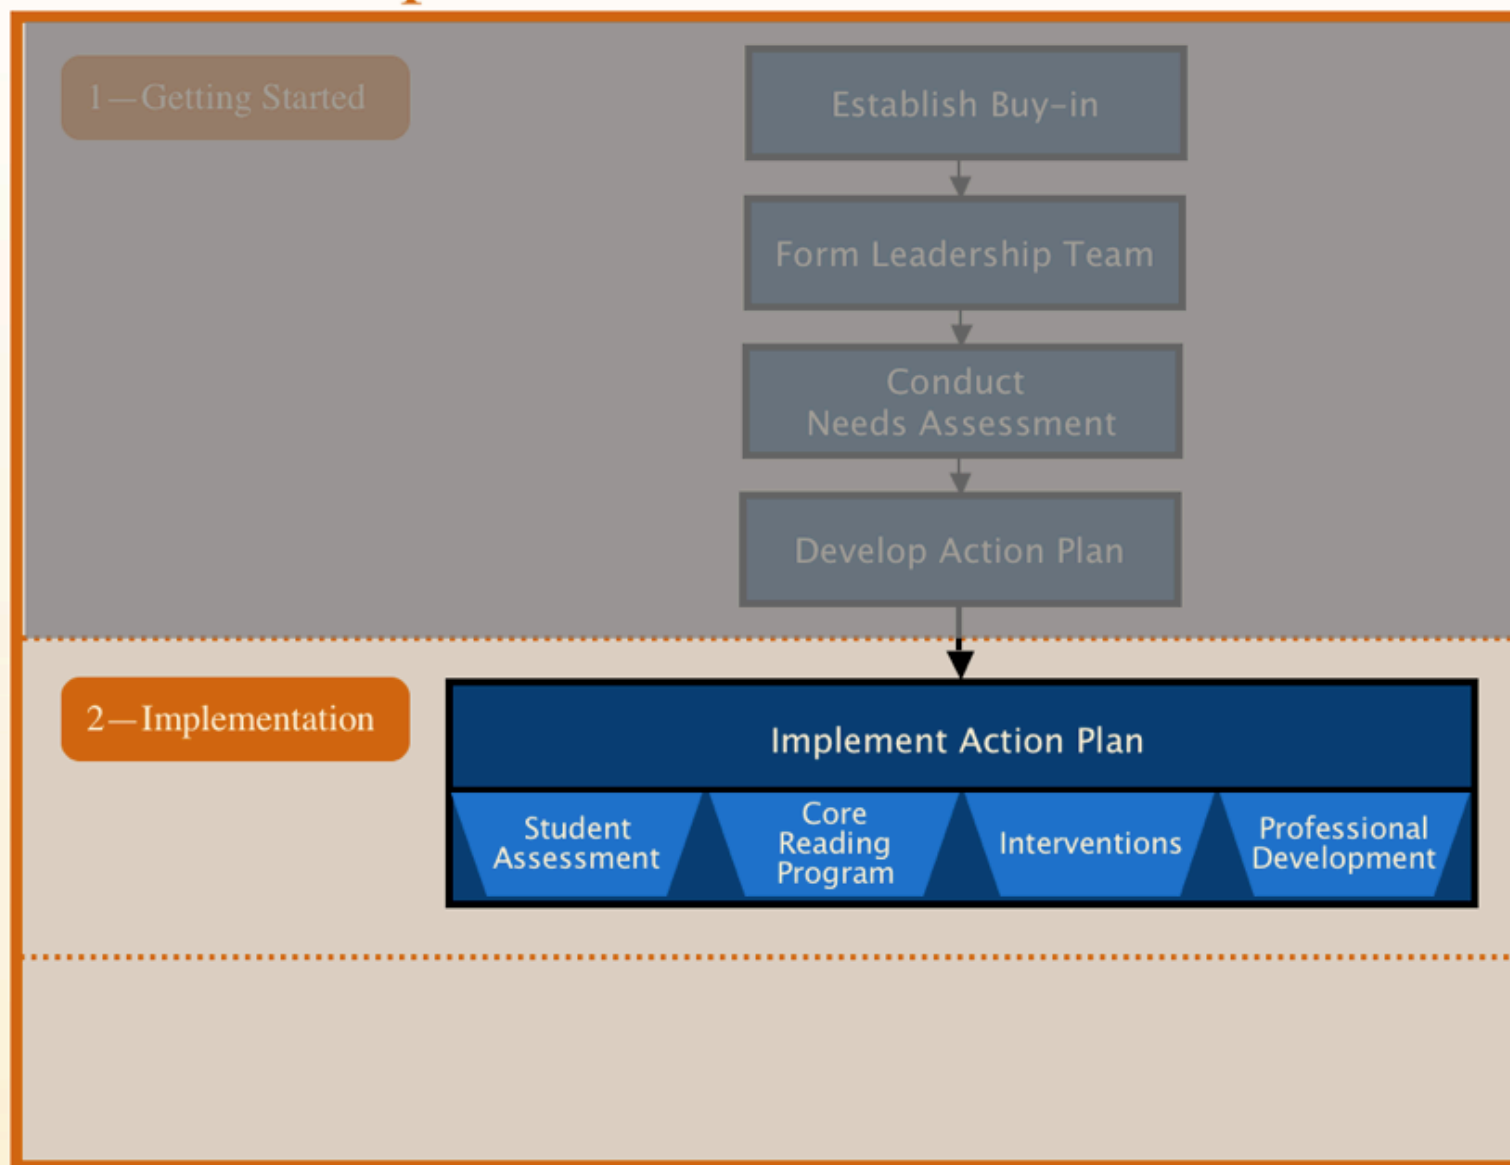 1—Getting Started
Establish Buy-in
Form Leadership Team
Conduct
Needs Assessment
Develop Action Plan
2—Implementation
Implement Action Plan
Student
Assessment
Core
Reading
Program
Interventions
Professional
Development